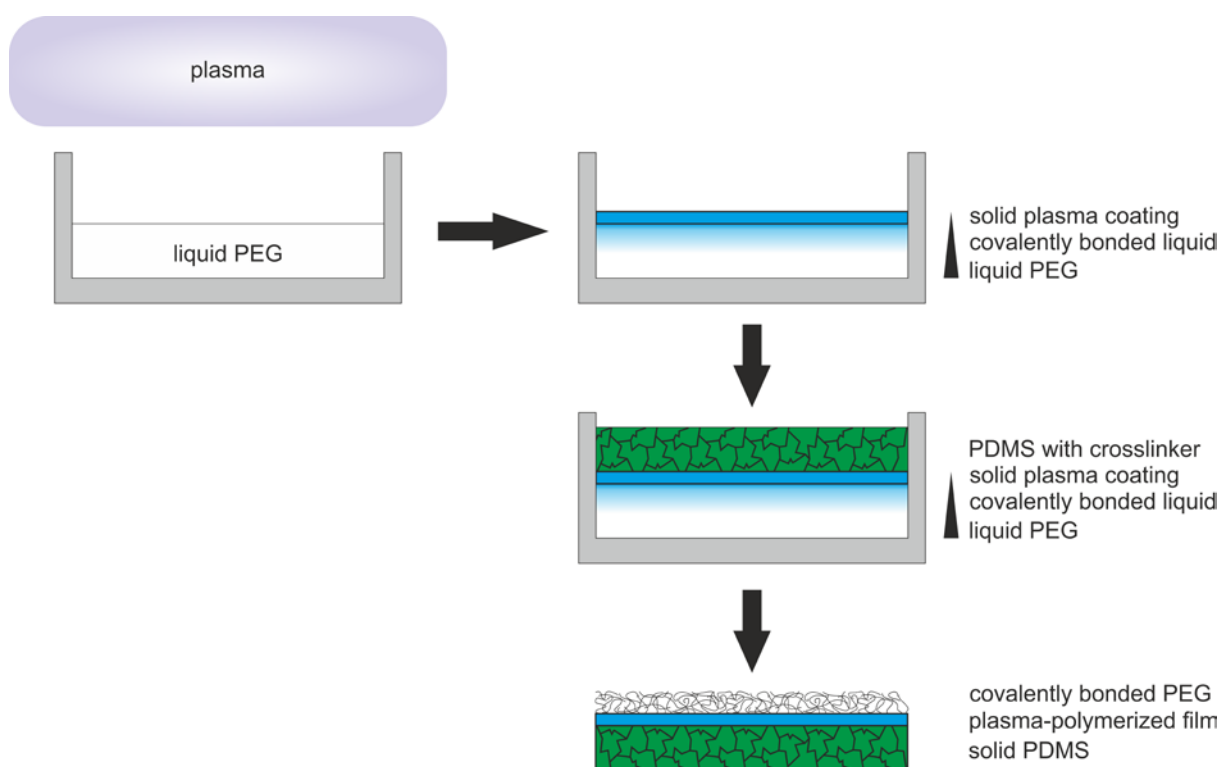 plasma
liquid PEG
solid plasma coating
covalently bonded liquid
liquid PEG
PDMS with crosslinker
solid plasma coating
covalently bonded liquid
liquid PEG
covalently bonded PEG
plasma-polymerized film
solid PDMS